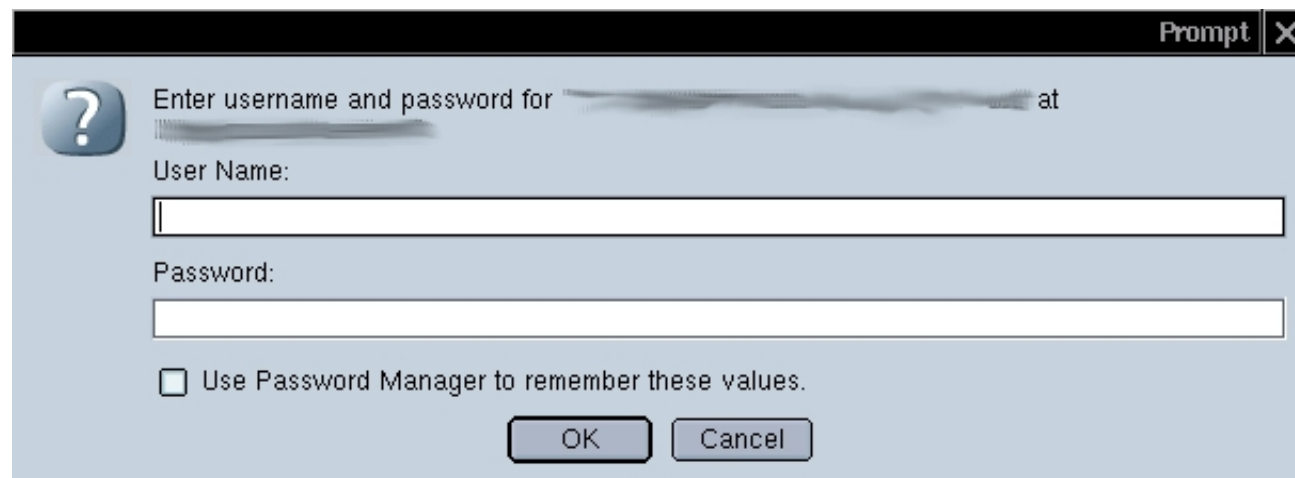 Prompt
Enter username and password for at
User Name:
Password:
Use Password Manager to remember these values.
OK Cancel